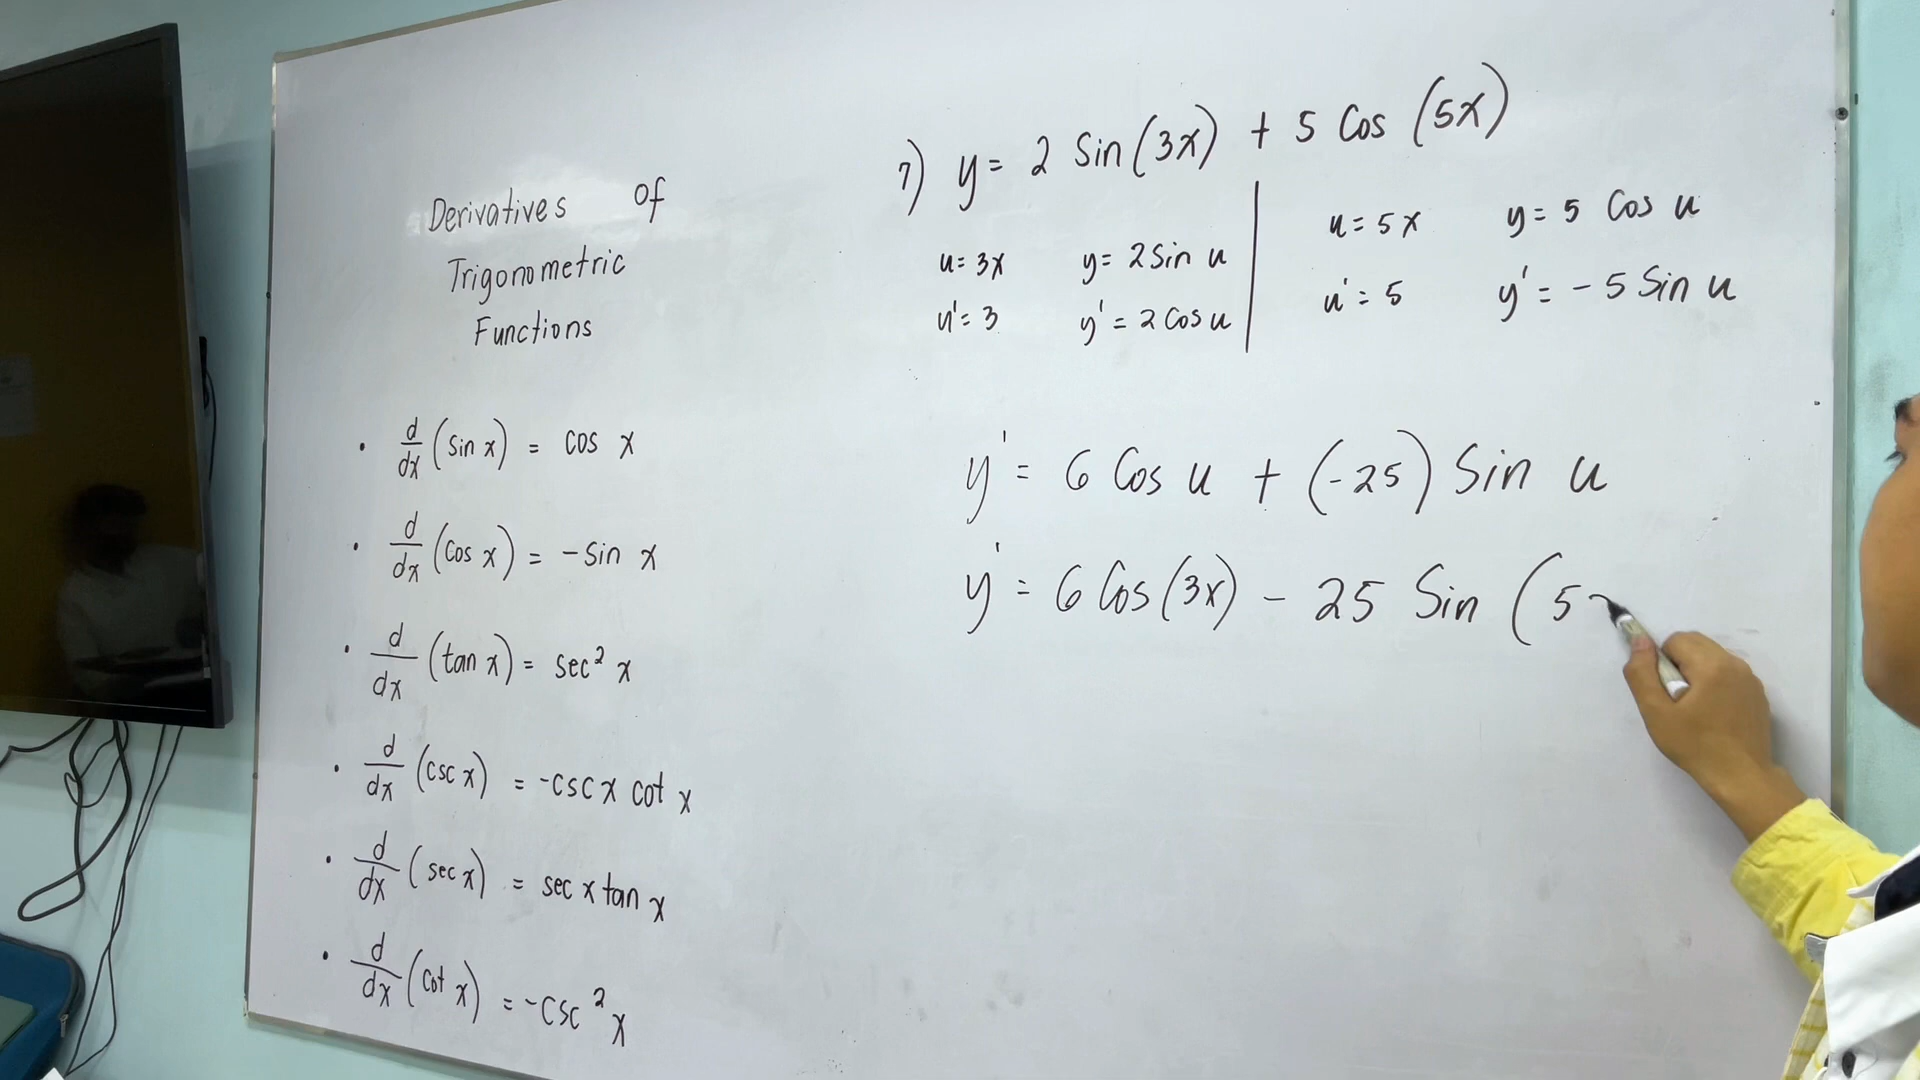 Derivatives of
Trigonometric
Functions
• d/dx (sin x) = cos x
• d/dx (cos x) = -sin x
• d/dx (tan x) = sec² x
• d/dx (csc x) = -csc x cot x
• d/dx (sec x) = sec x tan x
• d/dx (cot x) = -csc² x
7) y = 2 Sin (3x) + 5 Cos (5x)
u = 3x y = 2 Sin u
u' = 3 y' = 2 Cos u
u = 5x y = 5 Cos u
u' = 5 y' = -5 Sin u
y' = 6 Cos u + (-25) Sin u
y' = 6 Cos (3x) - 25 Sin (5